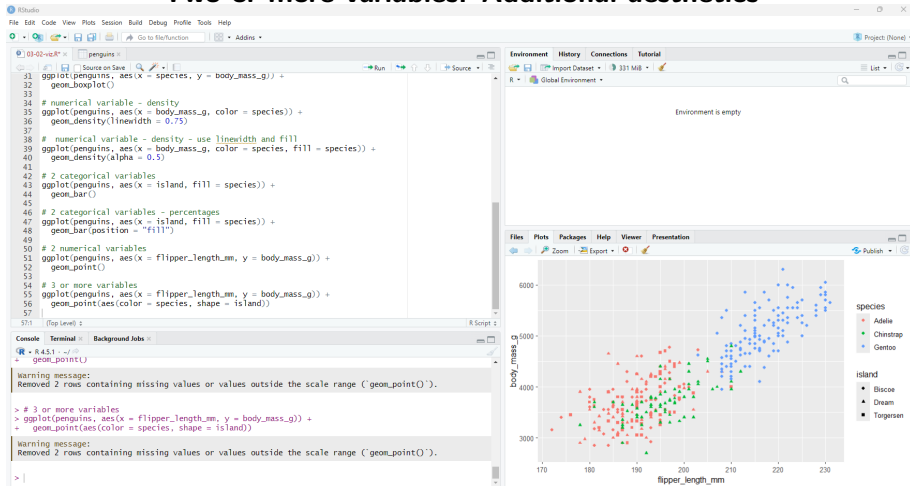 Two or more variables: Additional aesthetics
RStudio
File Edit Code View Plots Session Build Debug Profile Tools Help
Go to file/function Addins
Project: (None)
03-02-viz.R* penguins
Source on Save Run Source
31 ggplot(penguins, aes(x = species, y = body_mass_g)) +
32 geom_boxplot()
33
34 # numerical variable - density
35 ggplot(penguins, aes(x = body_mass_g, color = species)) +
36 geom_density(linewidth = 0.75)
37
38 # numerical variable - density - use linewidth and fill
39 ggplot(penguins, aes(x = body_mass_g, color = species, fill = species)) +
40 geom_density(alpha = 0.5)
41
42 # 2 categorical variables
43 ggplot(penguins, aes(x = island, fill = species)) +
44 geom_bar()
45
46 # 2 categorical variables - percentages
47 ggplot(penguins, aes(x = island, fill = species)) +
48 geom_bar(position = "fill")
49
50 # 2 numerical variables
51 ggplot(penguins, aes(x = flipper_length_mm, y = body_mass_g)) +
52 geom_point()
53
54 # 3 or more variables
55 ggplot(penguins, aes(x = flipper_length_mm, y = body_mass_g)) +
56 geom_point(aes(color = species, shape = island))
57
57:1 (Top Level) R Script
Console Terminal Background Jobs
R 4.5.1 · ~/
+ geom_point()
Warning message:
Removed 2 rows containing missing values or values outside the scale range (`geom_point()`).
> # 3 or more variables
> ggplot(penguins, aes(x = flipper_length_mm, y = body_mass_g)) +
+ geom_point(aes(color = species, shape = island))
Warning message:
Removed 2 rows containing missing values or values outside the scale range (`geom_point()`).
>
Environment History Connections Tutorial
Import Dataset 331 MiB List
R Global Environment
Environment is empty
Files Plots Packages Help Viewer Presentation
Zoom Export Publish
6000
5000
4000
3000
body_mass_g
170 180 190 200 210 220 230
flipper_length_mm
species
Adelie
Chinstrap
Gentoo
island
Biscoe
Dream
Torgersen